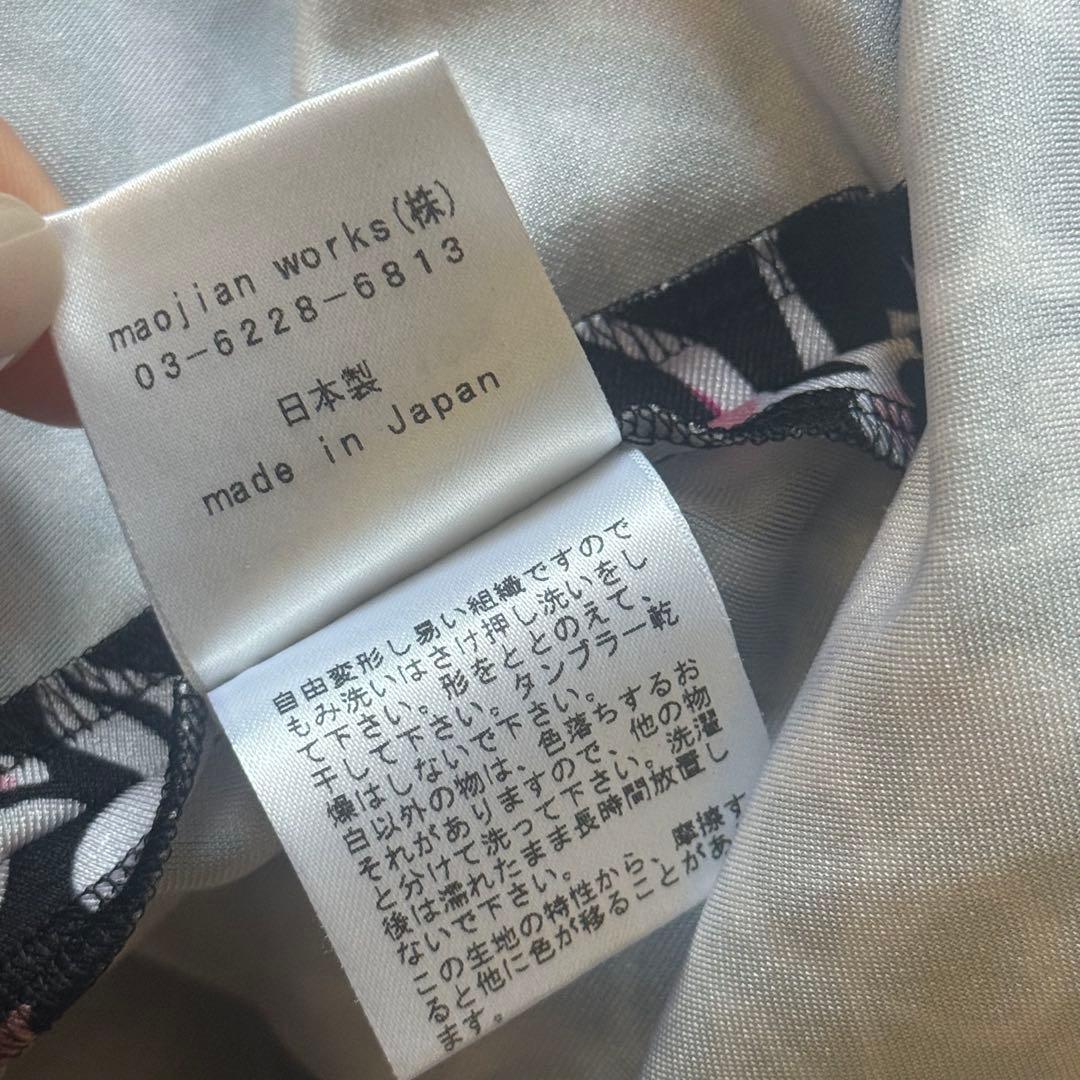 maojian works(株)
03-6228-6813
日本製
made in Japan
自由変形し易い組織ですので
もみ洗いはさけ押し洗いをし
て下さい。形をととのえて、
干して下さい。タンブラー乾
燥はしないで下さい。
白以外の物は、色落ちするお
それがありますので、他の物
と分けて洗って下さい。洗濯
後は濡れたまま長時間放置し
ないで下さい。
この生地の特性から、摩擦す
ると他に色が移ることがあ
ます。